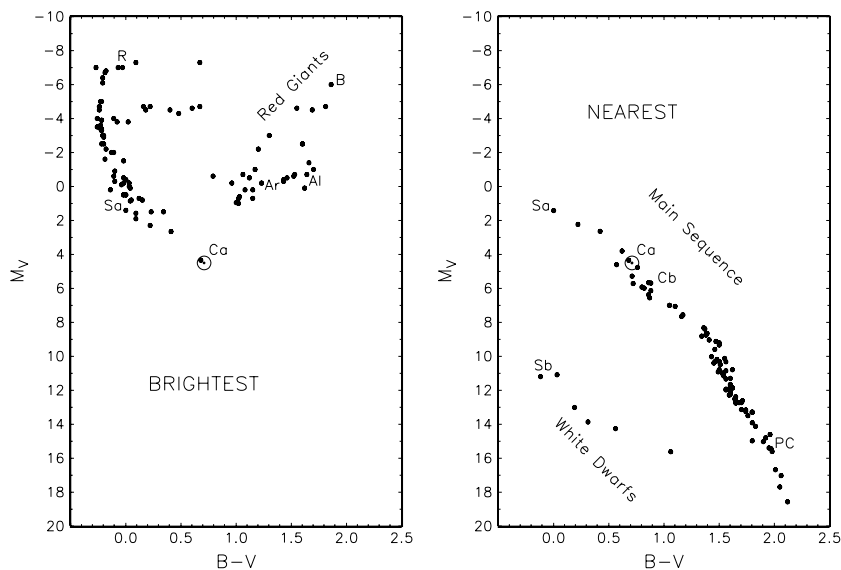 −10
−8
−6
−4
−2
0
2
4
6
8
10
12
14
16
18
20
M_V
0.0 0.5 1.0 1.5 2.0 2.5
B−V
R
Red Giants
B
Ar
Al
Sa
Ca
BRIGHTEST
−10
−8
−6
−4
−2
0
2
4
6
8
10
12
14
16
18
20
M_V
0.0 0.5 1.0 1.5 2.0 2.5
B−V
NEAREST
Sa
Main Sequence
Ca
Cb
Sb
White Dwarfs
PC